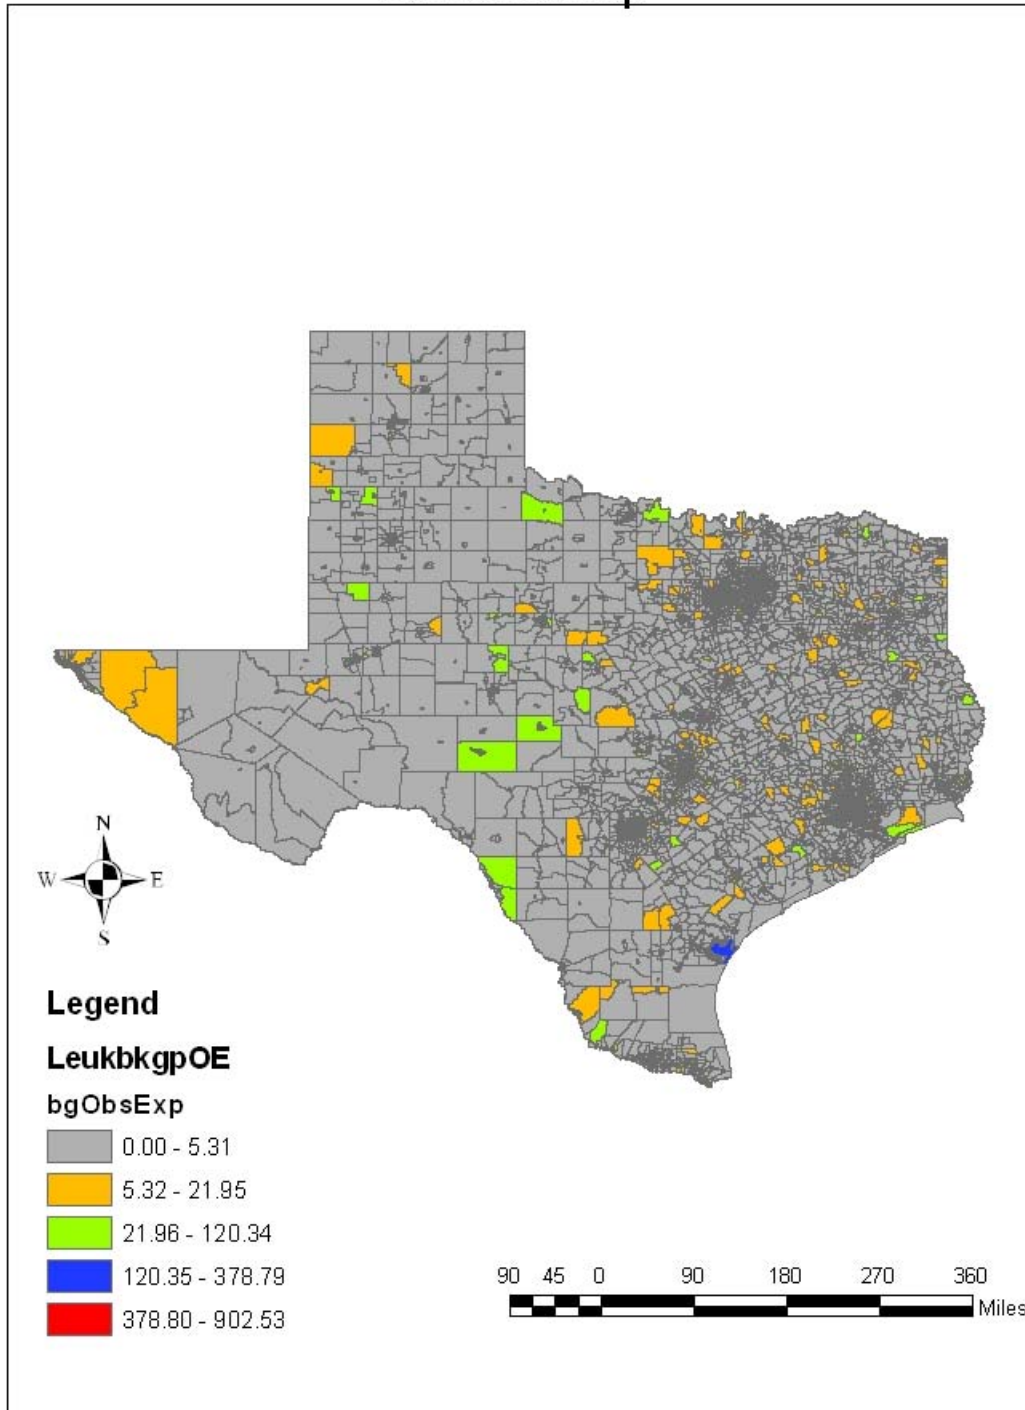 N
W E
S
Legend
LeukbkgpOE
bgObsExp
0.00 - 5.31
5.32 - 21.95
21.96 - 120.34
120.35 - 378.79
378.80 - 902.53
90 45 0 90 180 270 360
Miles